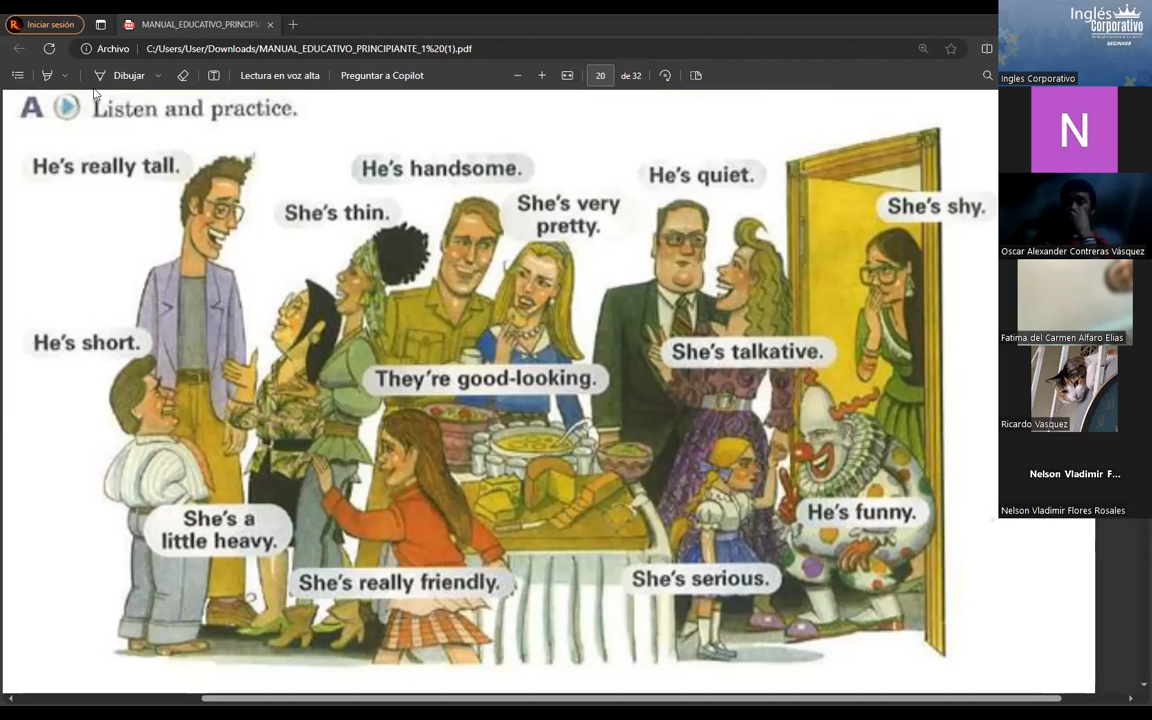 Iniciar sesión
MANUAL_EDUCATIVO_PRINCIPI
Archivo
C:/Users/User/Downloads/MANUAL_EDUCATIVO_PRINCIPIANTE_1%20(1).pdf
Dibujar
Lectura en voz alta
Preguntar a Copilot
20
de 32
A Listen and practice.
He's really tall.
He's handsome.
He's quiet.
She's thin.
She's very
pretty.
She's shy.
He's short.
They're good-looking.
She's talkative.
She's a
little heavy.
He's funny.
She's really friendly.
She's serious.
Inglés
Corporativo
BEGINNER
Ingles Corporativo
N
Oscar Alexander Contreras Vásquez
Fatima del Carmen Alfaro Elias
Ricardo Vasquez
Nelson Vladimir F...
Nelson Vladimir Flores Rosales